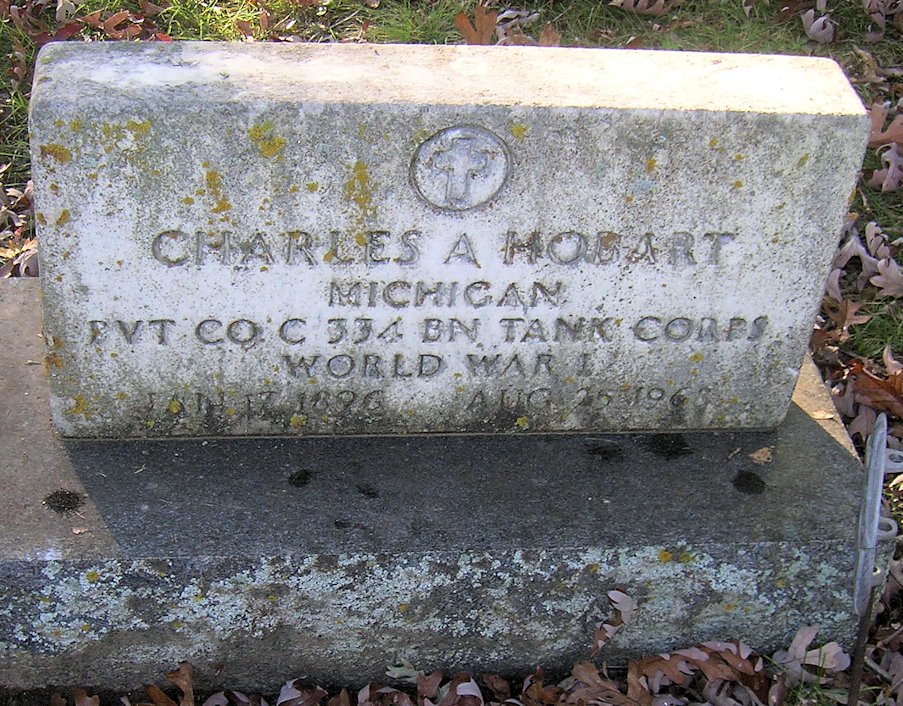 CHARLES A HOBART
MICHIGAN
PVT CO C 334 BN TANK CORPS
WORLD WAR I
JAN 17 1896 AUG 25 1968